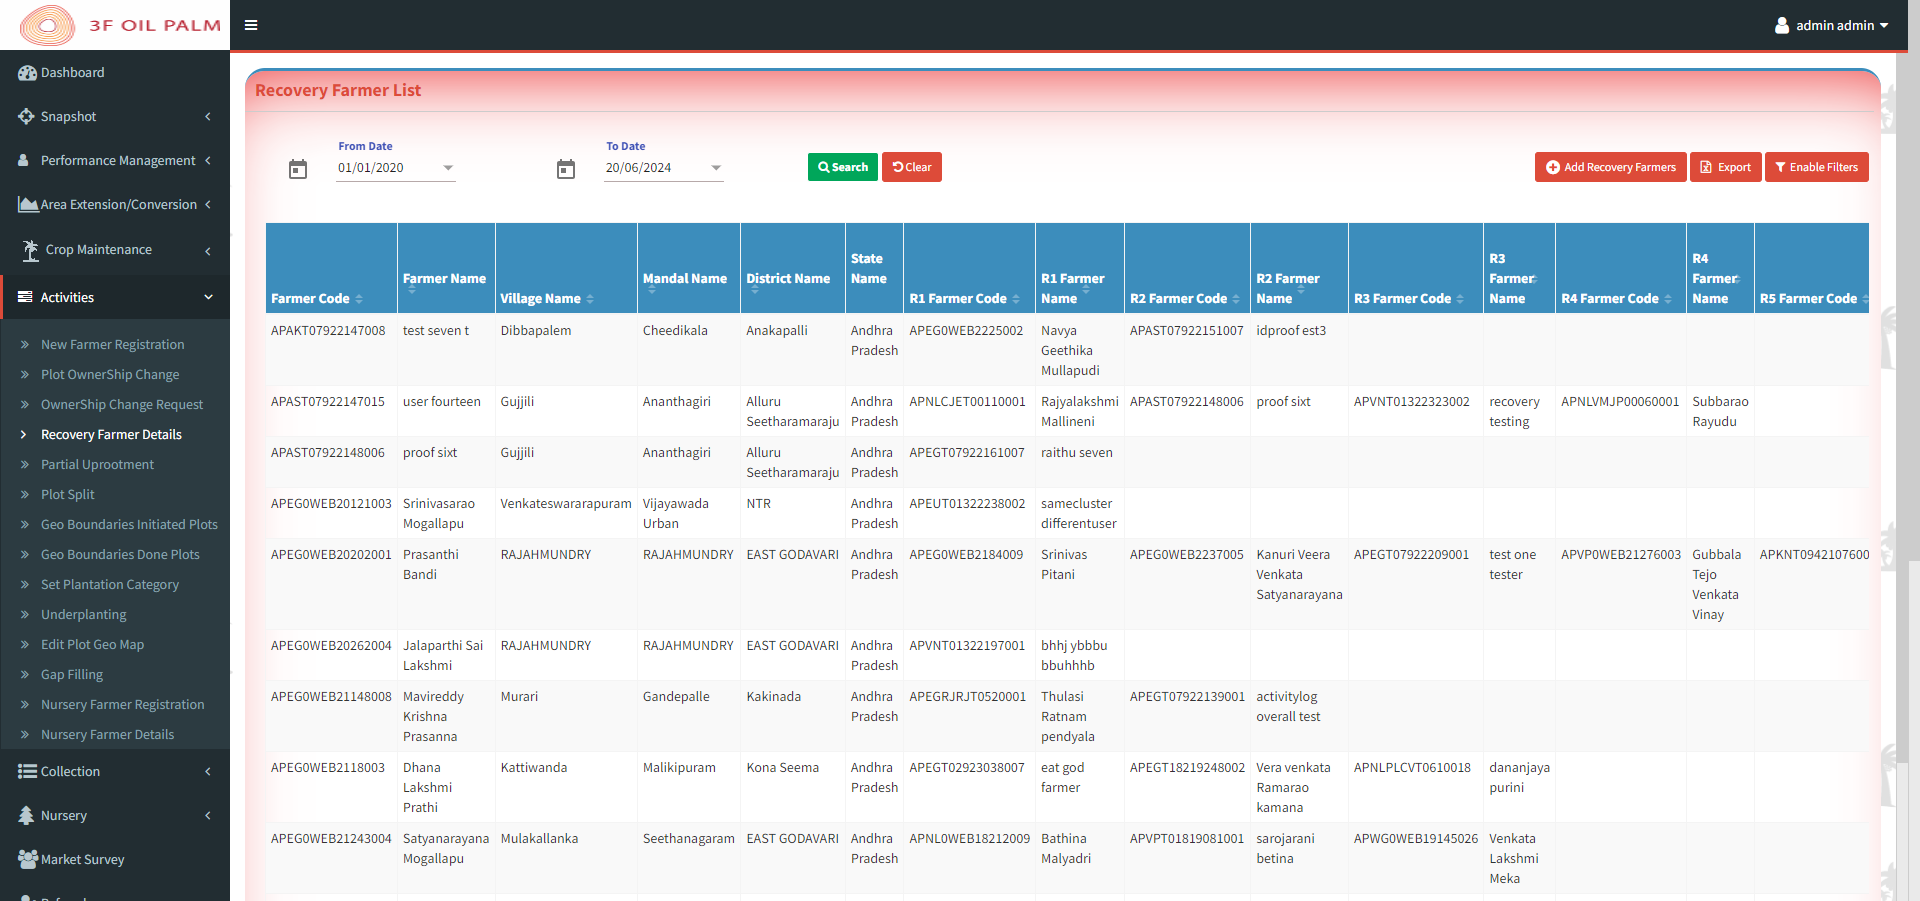 3F OIL PALM
admin admin
Dashboard
Snapshot
Performance Management
Area Extension/Conversion
Crop Maintenance
Activities
New Farmer Registration
Plot OwnerShip Change
OwnerShip Change Request
Recovery Farmer Details
Partial Uprootment
Plot Split
Geo Boundaries Initiated Plots
Geo Boundaries Done Plots
Set Plantation Category
Underplanting
Edit Plot Geo Map
Gap Filling
Nursery Farmer Registration
Nursery Farmer Details
Collection
Nursery
Market Survey
Recovery Farmer List
From Date
01/01/2020
To Date
20/06/2024
Search
Clear
Add Recovery Farmers
Export
Enable Filters
Farmer Code
Farmer Name
Village Name
Mandal Name
District Name
State
Name
R1 Farmer Code
R1 Farmer
Name
R2 Farmer Code
R2 Farmer
Name
R3 Farmer Code
R3
Farmer
Name
R4 Farmer Code
R4
Farmer
Name
R5 Farmer Code
APAKT07922147008
test seven t
Dibbapalem
Cheedikala
Anakapalli
Andhra
Pradesh
APEG0WEB2225002
Navya
Geethika
Mullapudi
APAST07922151007
idproof est3
APAST07922147015
user fourteen
Gujjili
Ananthagiri
Alluru
Seetharamaraju
Andhra
Pradesh
APNLCJET00110001
Rajyalakshmi
Mallineni
APAST07922148006
proof sixt
APVNT01322323002
recovery
testing
APNLVMJP00060001
Subbarao
Rayudu
APAST07922148006
proof sixt
Gujjili
Ananthagiri
Alluru
Seetharamaraju
Andhra
Pradesh
APEGT07922161007
raithu seven
APEG0WEB20121003
Srinivasarao
Mogallapu
Venkateswararapuram
Vijayawada
Urban
NTR
Andhra
Pradesh
APEUT01322238002
samecluster
differentuser
APEG0WEB20202001
Prasanthi
Bandi
RAJAHMUNDRY
RAJAHMUNDRY
EAST GODAVARI
Andhra
Pradesh
APEG0WEB2184009
Srinivas
Pitani
APEG0WEB2237005
Kanuri Veera
Venkata
Satyanarayana
APEGT07922209001
test one
tester
APVP0WEB21276003
Gubbala
Tejo
Venkata
Vinay
APKNT0942107600
APEG0WEB20262004
Jalaparthi Sai
Lakshmi
RAJAHMUNDRY
RAJAHMUNDRY
EAST GODAVARI
Andhra
Pradesh
APVNT01322197001
bhhj ybbbu
bbuhhhb
APEG0WEB21148008
Mavireddy
Krishna
Prasanna
Murari
Gandepalle
Kakinada
Andhra
Pradesh
APEGRJRJT0520001
Thulasi
Ratnam
pendyala
APEGT07922139001
activitylog
overall test
APEG0WEB2118003
Dhana
Lakshmi
Prathi
Kattiwanda
Malikipuram
Kona Seema
Andhra
Pradesh
APEGT02923038007
eat god
farmer
APEGT18219248002
Vera venkata
Ramarao
kamana
APNLPLCVT0610018
dananjaya
purini
APEG0WEB21243004
Satyanarayana
Mogallapu
Mulakallanka
Seethanagaram
EAST GODAVARI
Andhra
Pradesh
APNL0WEB18212009
Bathina
Malyadri
APVPT01819081001
sarojarani
betina
APWG0WEB19145026
Venkata
Lakshmi
Meka